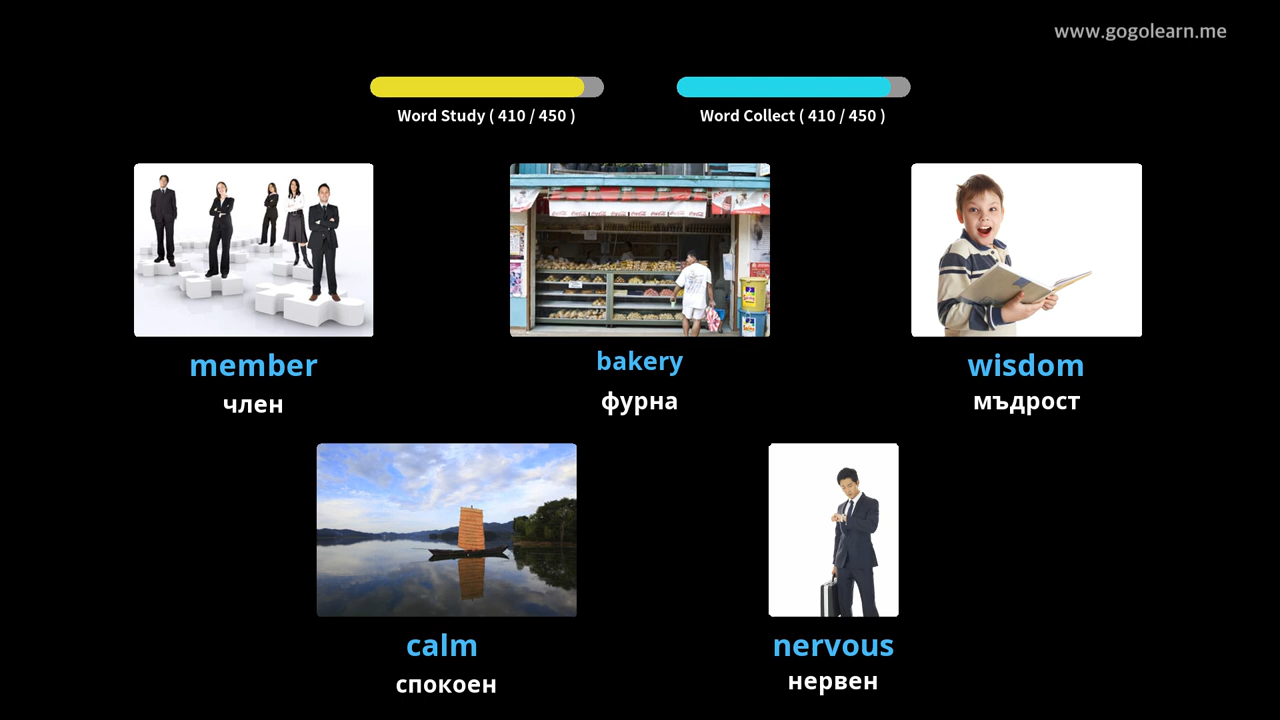 www.gogolearn.me
Word Study ( 410 / 450 )
Word Collect ( 410 / 450 )
member
член
bakery
фурна
wisdom
мъдрост
calm
спокоен
nervous
нервен